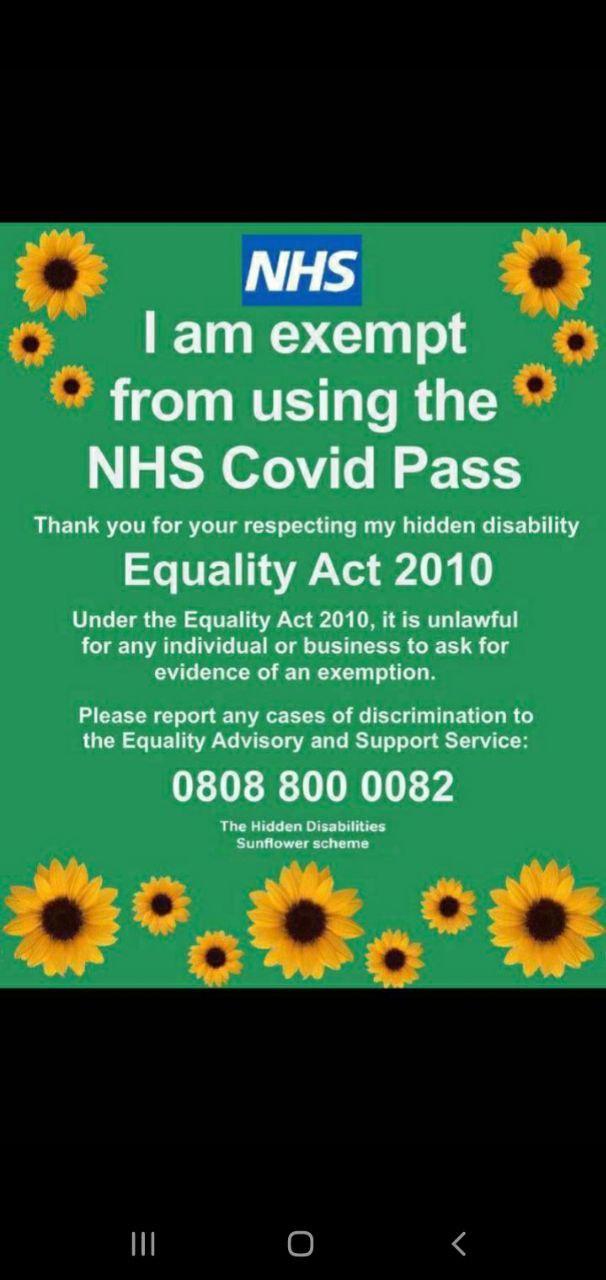 NHS
I am exempt
from using the
NHS Covid Pass
Thank you for your respecting my hidden disability
Equality Act 2010
Under the Equality Act 2010, it is unlawful
for any individual or business to ask for
evidence of an exemption.
Please report any cases of discrimination to
the Equality Advisory and Support Service:
0808 800 0082
The Hidden Disabilities
Sunflower scheme